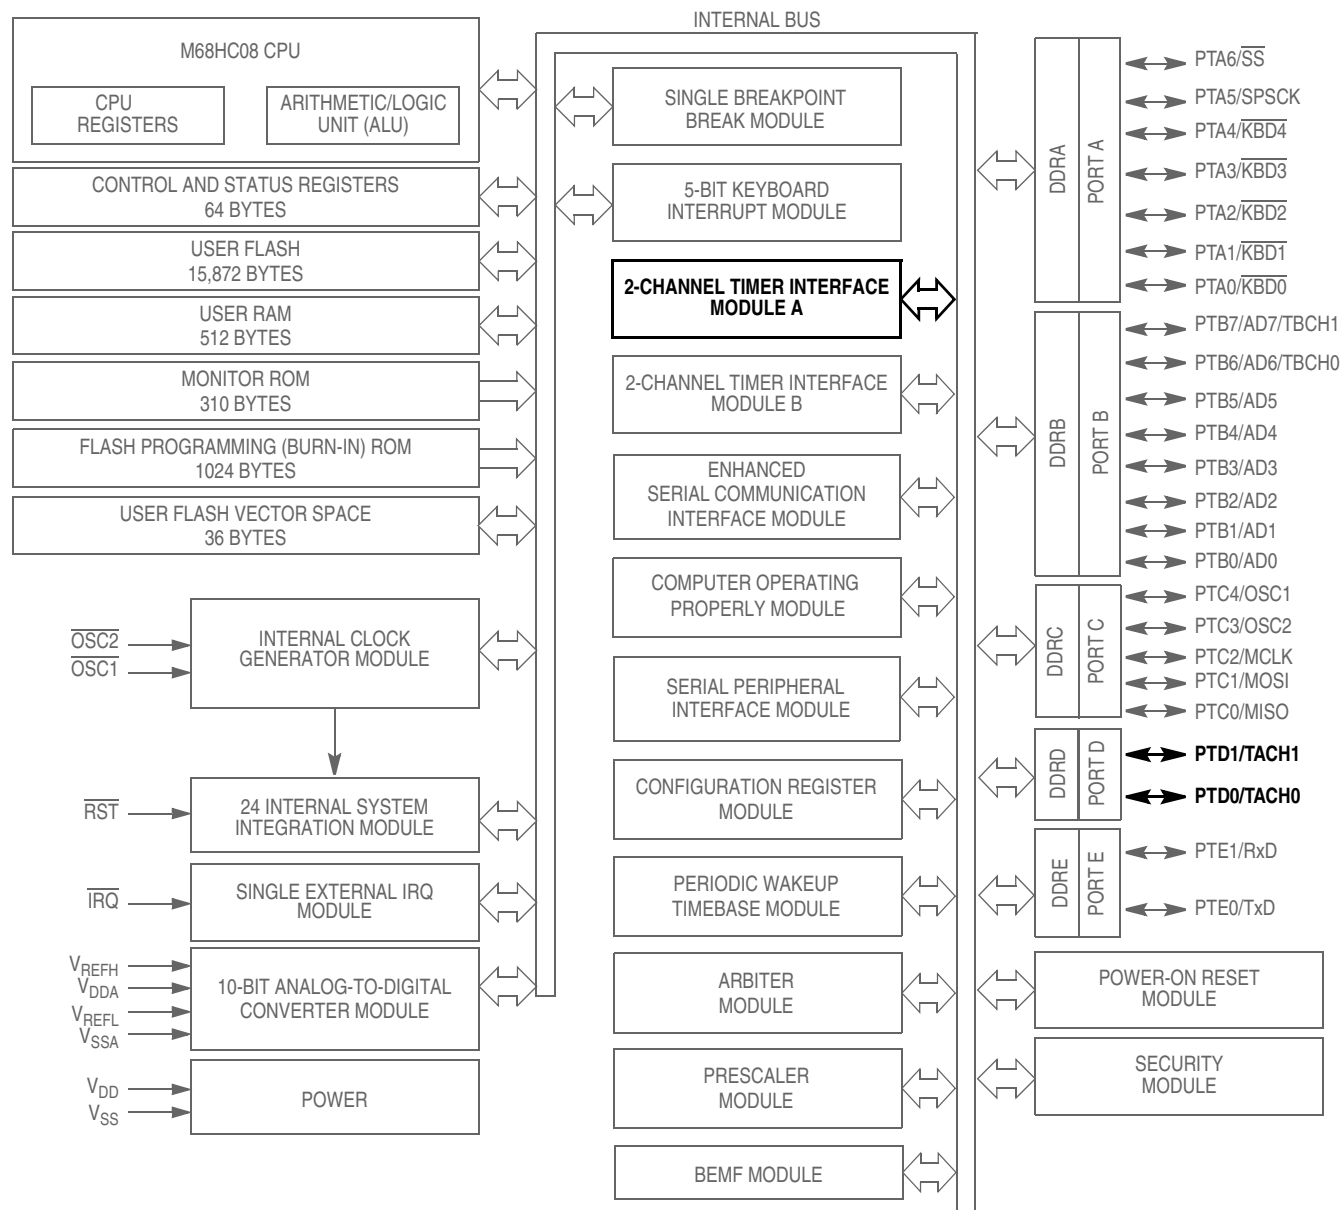 INTERNAL BUS
M68HC08 CPU
CPU
REGISTERS
ARITHMETIC/LOGIC
UNIT (ALU)
CONTROL AND STATUS REGISTERS
64 BYTES
USER FLASH
15,872 BYTES
USER RAM
512 BYTES
MONITOR ROM
310 BYTES
FLASH PROGRAMMING (BURN-IN) ROM
1024 BYTES
USER FLASH VECTOR SPACE
36 BYTES
OSC2
OSC1
INTERNAL CLOCK
GENERATOR MODULE
RST
24 INTERNAL SYSTEM
INTEGRATION MODULE
IRQ
SINGLE EXTERNAL IRQ
MODULE
VREFH
VDDA
VREFL
VSSA
10-BIT ANALOG-TO-DIGITAL
CONVERTER MODULE
VDD
VSS
POWER
SINGLE BREAKPOINT
BREAK MODULE
5-BIT KEYBOARD
INTERRUPT MODULE
2-CHANNEL TIMER INTERFACE
MODULE A
2-CHANNEL TIMER INTERFACE
MODULE B
ENHANCED
SERIAL COMMUNICATION
INTERFACE MODULE
COMPUTER OPERATING
PROPERLY MODULE
SERIAL PERIPHERAL
INTERFACE MODULE
CONFIGURATION REGISTER
MODULE
PERIODIC WAKEUP
TIMEBASE MODULE
ARBITER
MODULE
PRESCALER
MODULE
BEMF MODULE
DDRA
PORT A
PTA6/SS
PTA5/SPSCK
PTA4/KBD4
PTA3/KBD3
PTA2/KBD2
PTA1/KBD1
PTA0/KBD0
DDRB
PORT B
PTB7/AD7/TBCH1
PTB6/AD6/TBCH0
PTB5/AD5
PTB4/AD4
PTB3/AD3
PTB2/AD2
PTB1/AD1
PTB0/AD0
DDRC
PORT C
PTC4/OSC1
PTC3/OSC2
PTC2/MCLK
PTC1/MOSI
PTC0/MISO
DDRD
PORT D
PTD1/TACH1
PTD0/TACH0
DDRE
PORT E
PTE1/RxD
PTE0/TxD
POWER-ON RESET
MODULE
SECURITY
MODULE